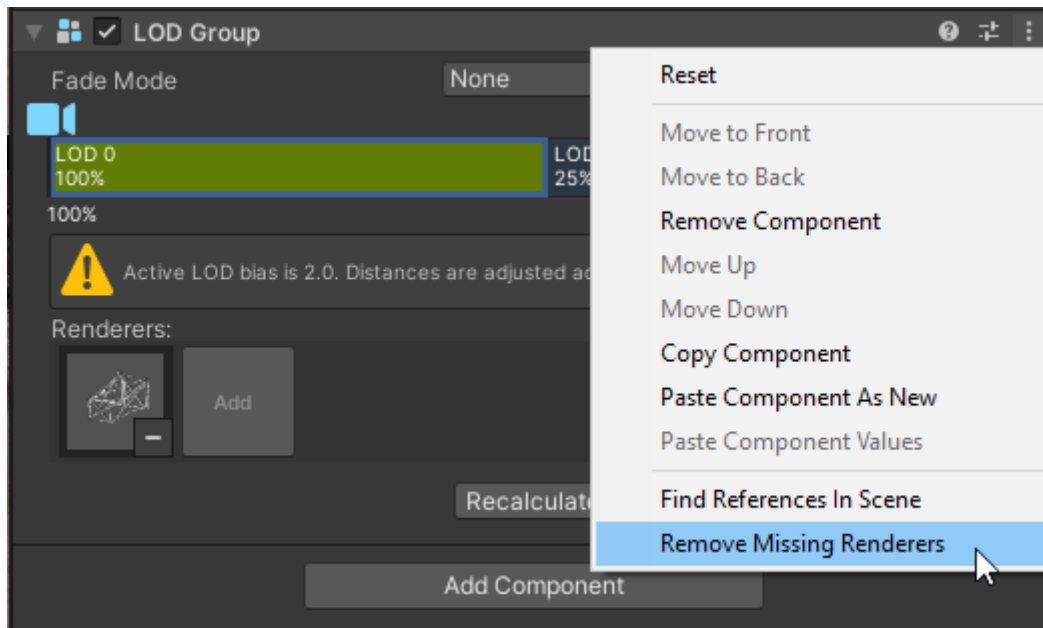 LOD Group
Fade Mode
None
LOD 0
100%
LOD
25%
100%
Active LOD bias is 2.0. Distances are adjusted
Renderers:
Add
Add Component
Reset
Move to Front
Move to Back
Remove Component
Move Up
Move Down
Copy Component
Paste Component As New
Paste Component Values
Find References In Scene
Remove Missing Renderers